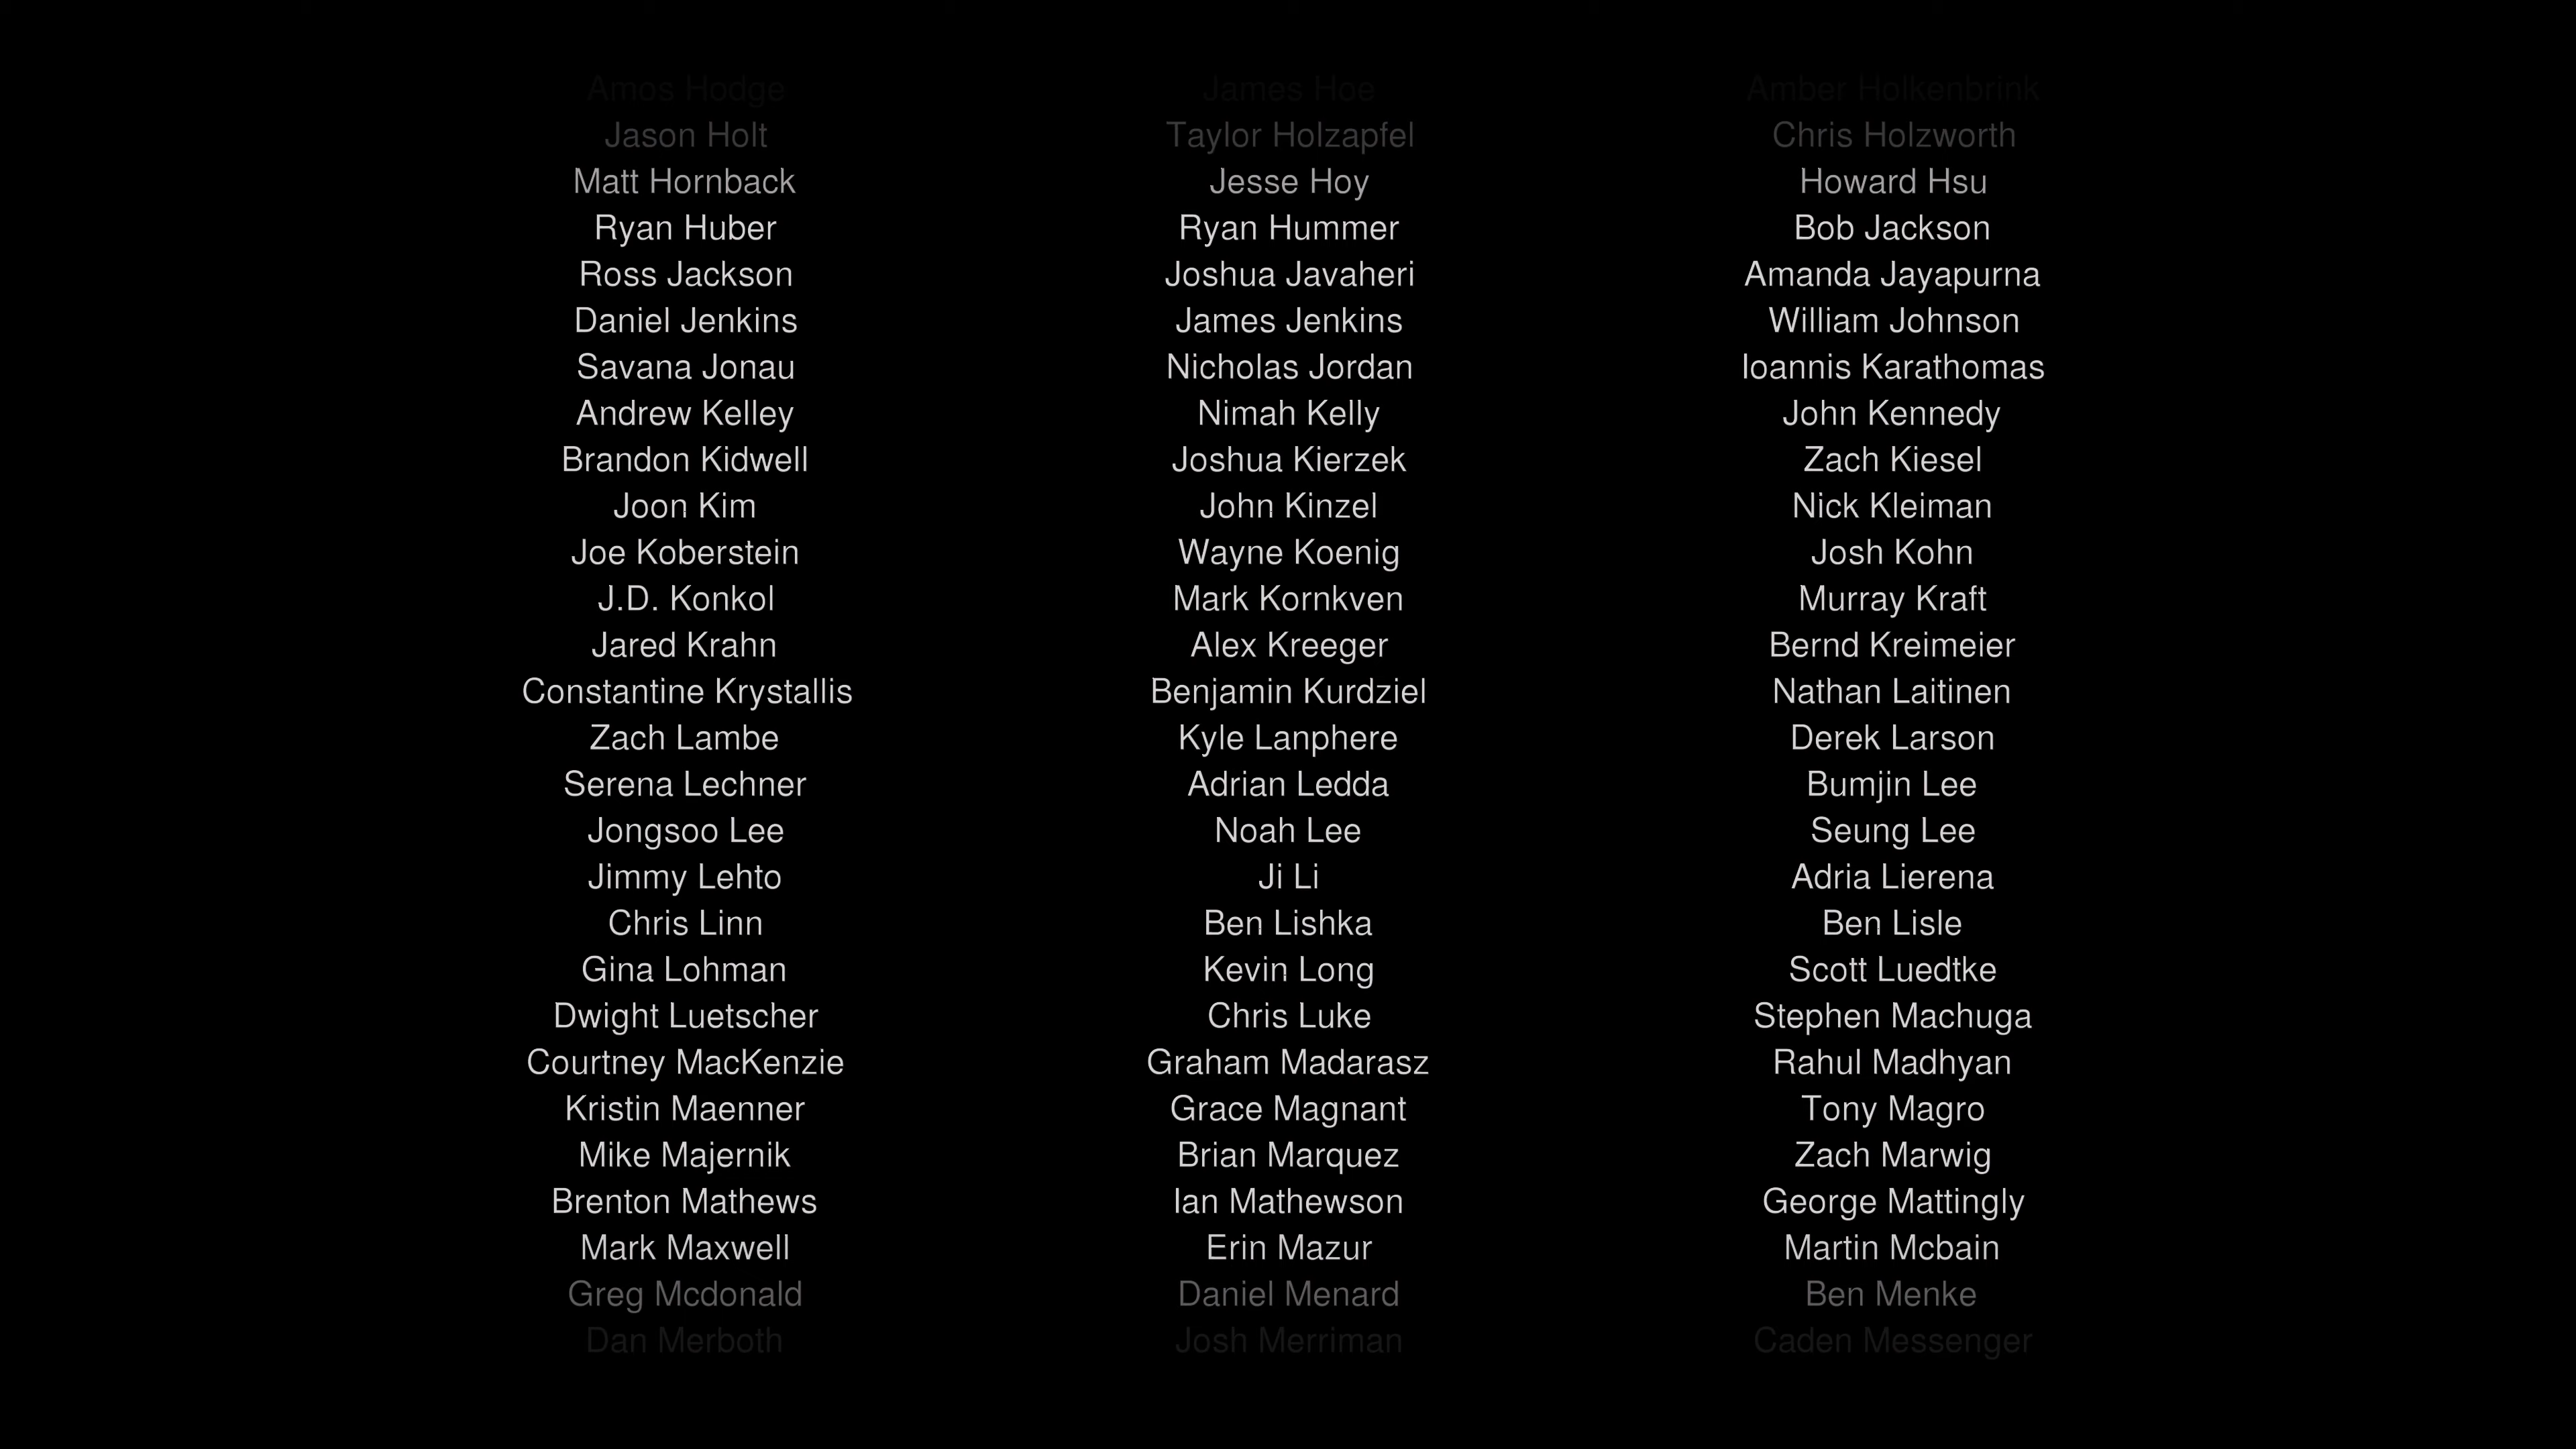 Amos Hodge James Hoe Amber Holkenbrink
Jason Holt Taylor Holzapfel Chris Holzworth
Matt Hornback Jesse Hoy Howard Hsu
Ryan Huber Ryan Hummer Bob Jackson
Ross Jackson Joshua Javaheri Amanda Jayapurna
Daniel Jenkins James Jenkins William Johnson
Savana Jonau Nicholas Jordan Ioannis Karathomas
Andrew Kelley Nimah Kelly John Kennedy
Brandon Kidwell Joshua Kierzek Zach Kiesel
Joon Kim John Kinzel Nick Kleiman
Joe Koberstein Wayne Koenig Josh Kohn
J.D. Konkol Mark Kornkven Murray Kraft
Jared Krahn Alex Kreeger Bernd Kreimeier
Constantine Krystallis Benjamin Kurdziel Nathan Laitinen
Zach Lambe Kyle Lanphere Derek Larson
Serena Lechner Adrian Ledda Bumjin Lee
Jongsoo Lee Noah Lee Seung Lee
Jimmy Lehto Ji Li Adria Lierena
Chris Linn Ben Lishka Ben Lisle
Gina Lohman Kevin Long Scott Luedtke
Dwight Luetscher Chris Luke Stephen Machuga
Courtney MacKenzie Graham Madarasz Rahul Madhyan
Kristin Maenner Grace Magnant Tony Magro
Mike Majernik Brian Marquez Zach Marwig
Brenton Mathews Ian Mathewson George Mattingly
Mark Maxwell Erin Mazur Martin Mcbain
Greg Mcdonald Daniel Menard Ben Menke
Dan Merboth Josh Merriman Caden Messenger